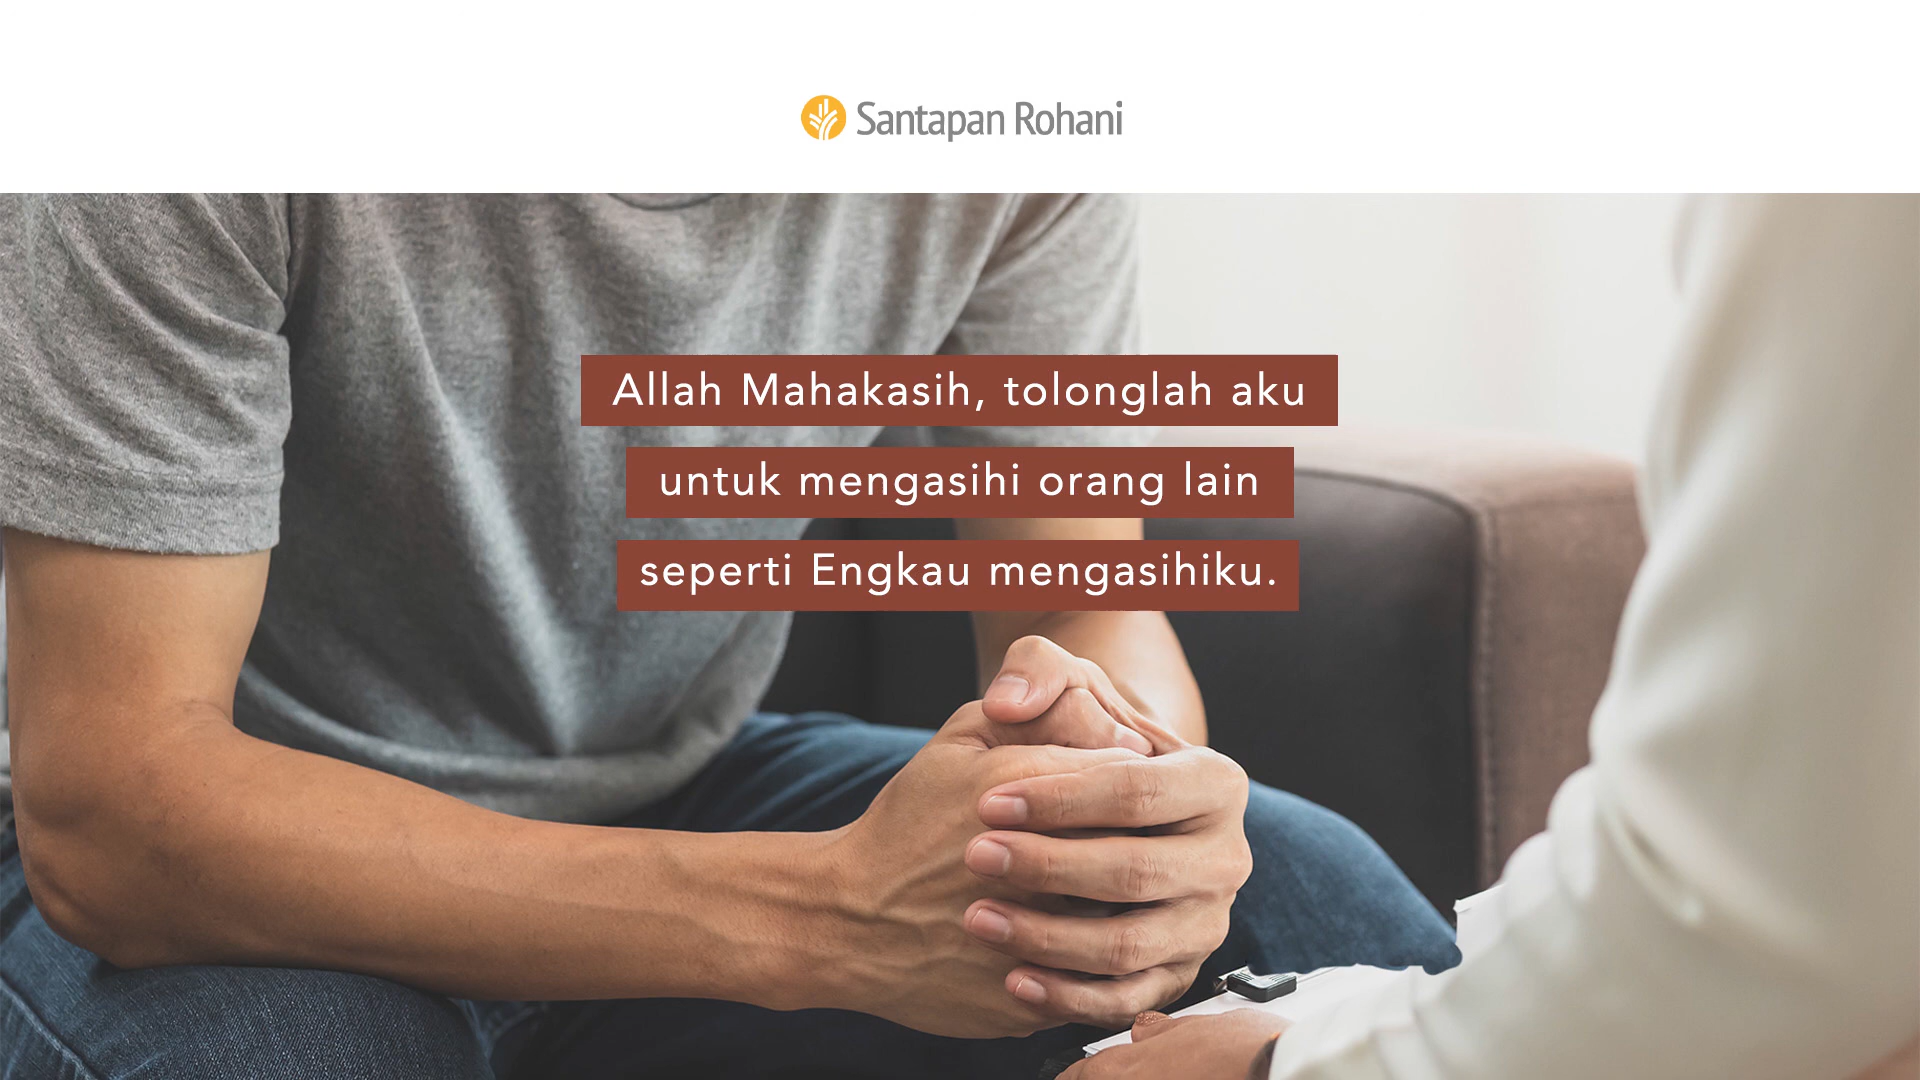 Santapan Rohani
Allah Mahakasih, tolonglah aku
untuk mengasihi orang lain
seperti Engkau mengasihiku.